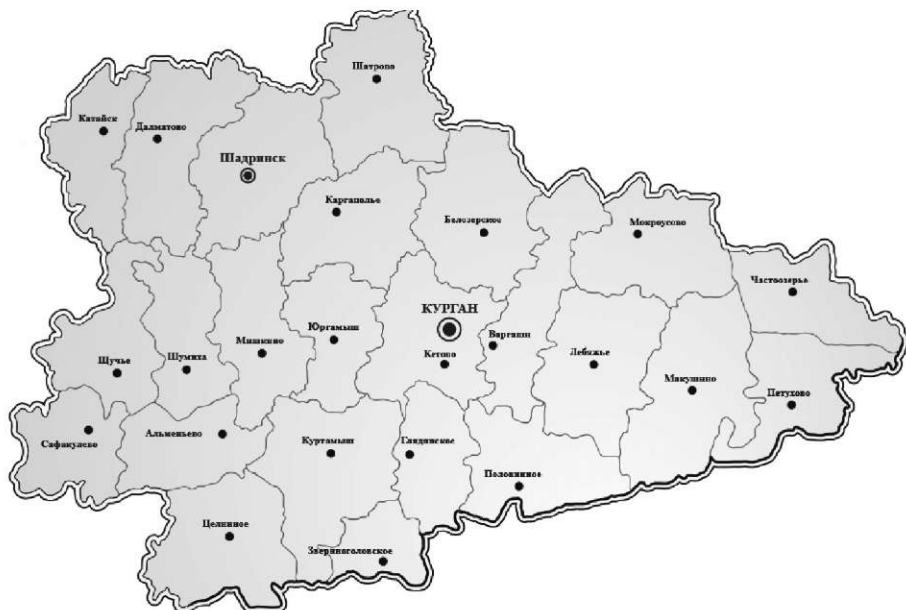 Шатрово
Катайск
Далматово
Шадринск
Каргаполье
Белозерское
Мокроусово
Частоозерье
КУРГАН
Юргамыш
Варгаши
Мишкино
Кетово
Лебяжье
Щучье
Шумиха
Макушино
Петухово
Сафакулево
Альменьево
Куртамыш
Глядянское
Половинное
Целинное
Звериноголовское